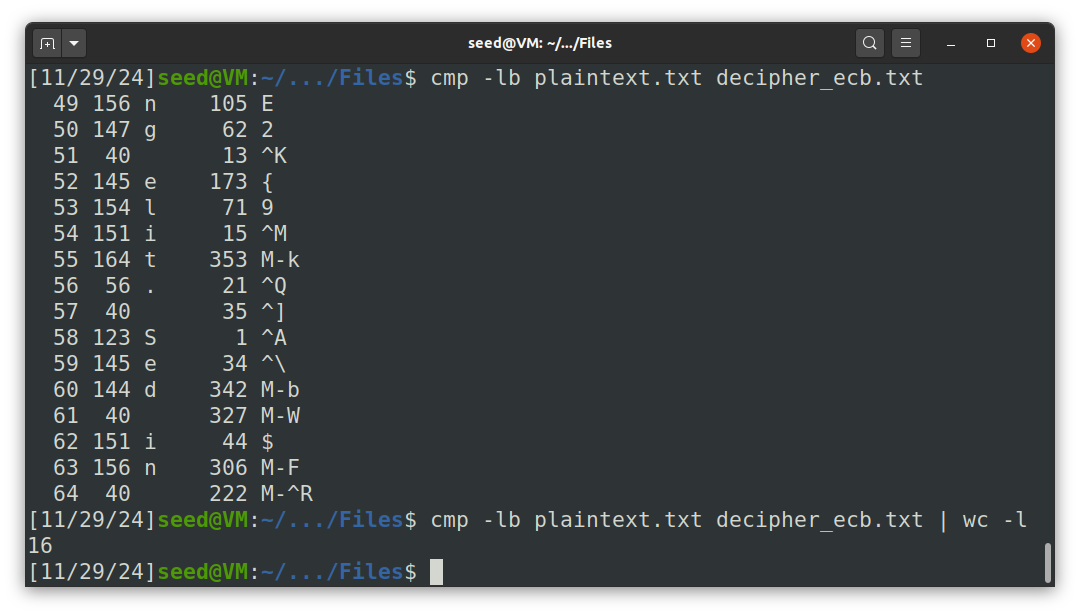 seed@VM: ~/.../Files
[11/29/24]seed@VM:~/.../Files$ cmp -lb plaintext.txt decipher_ecb.txt
  49 156 n    105 E
  50 147 g     62 2
  51  40       13 ^K
  52 145 e    173 {
  53 154 l     71 9
  54 151 i     15 ^M
  55 164 t    353 M-k
  56  56 .     21 ^Q
  57  40       35 ^]
  58 123 S      1 ^A
  59 145 e     34 ^\
  60 144 d    342 M-b
  61  40      327 M-W
  62 151 i     44 $
  63 156 n    306 M-F
  64  40      222 M-^R
[11/29/24]seed@VM:~/.../Files$ cmp -lb plaintext.txt decipher_ecb.txt | wc -l
16
[11/29/24]seed@VM:~/.../Files$